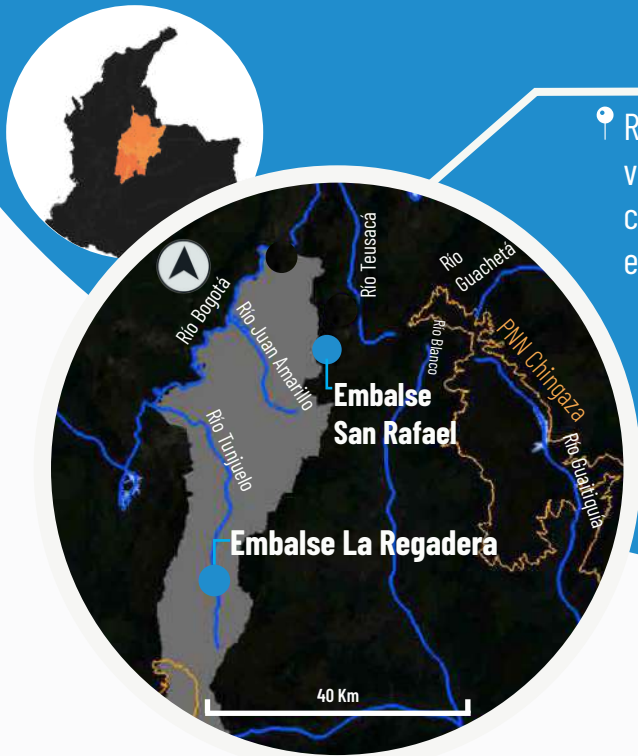 R
v
c
e
Río Teusacá
Río
Guachetá
Río Bogotá
Río Juan Amarillo
Río Blanco
PNN Chingaza
Embalse
San Rafael
Río Tunjuelo
Río Guaitiquía
Embalse La Regadera
40 Km